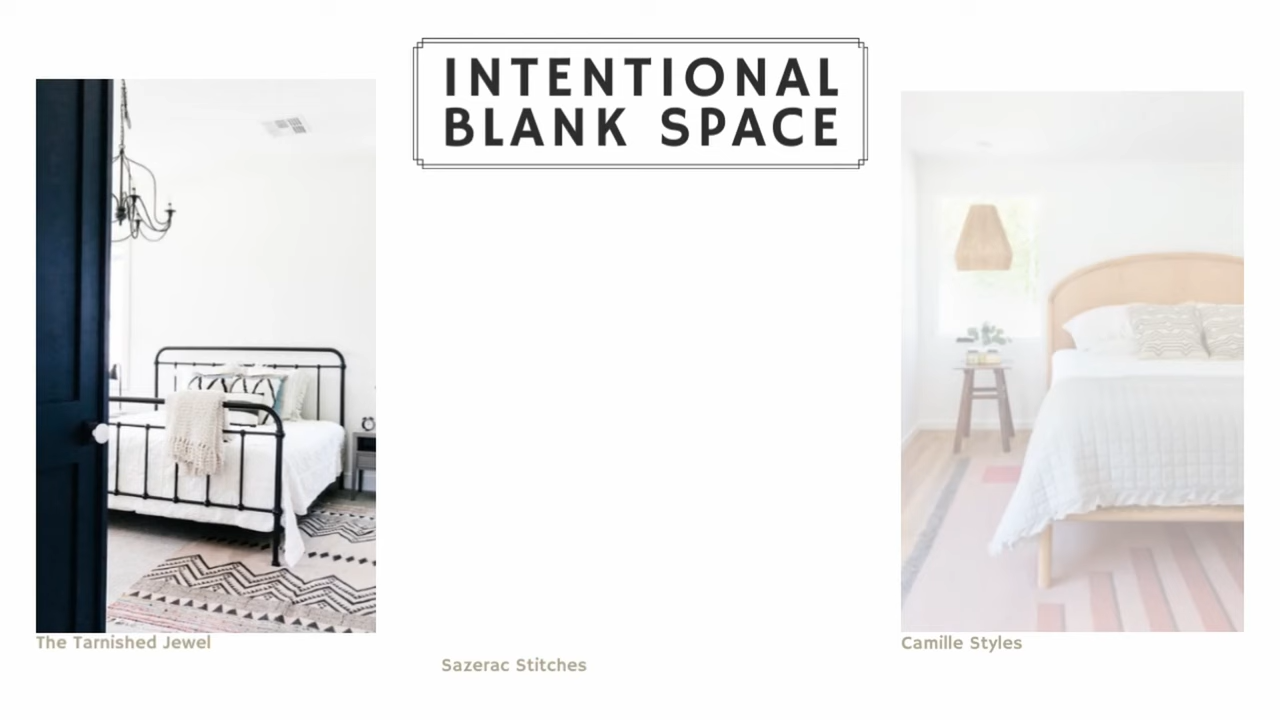 INTENTIONAL
BLANK SPACE
The Tarnished Jewel
Sazerac Stitches
Camille Styles